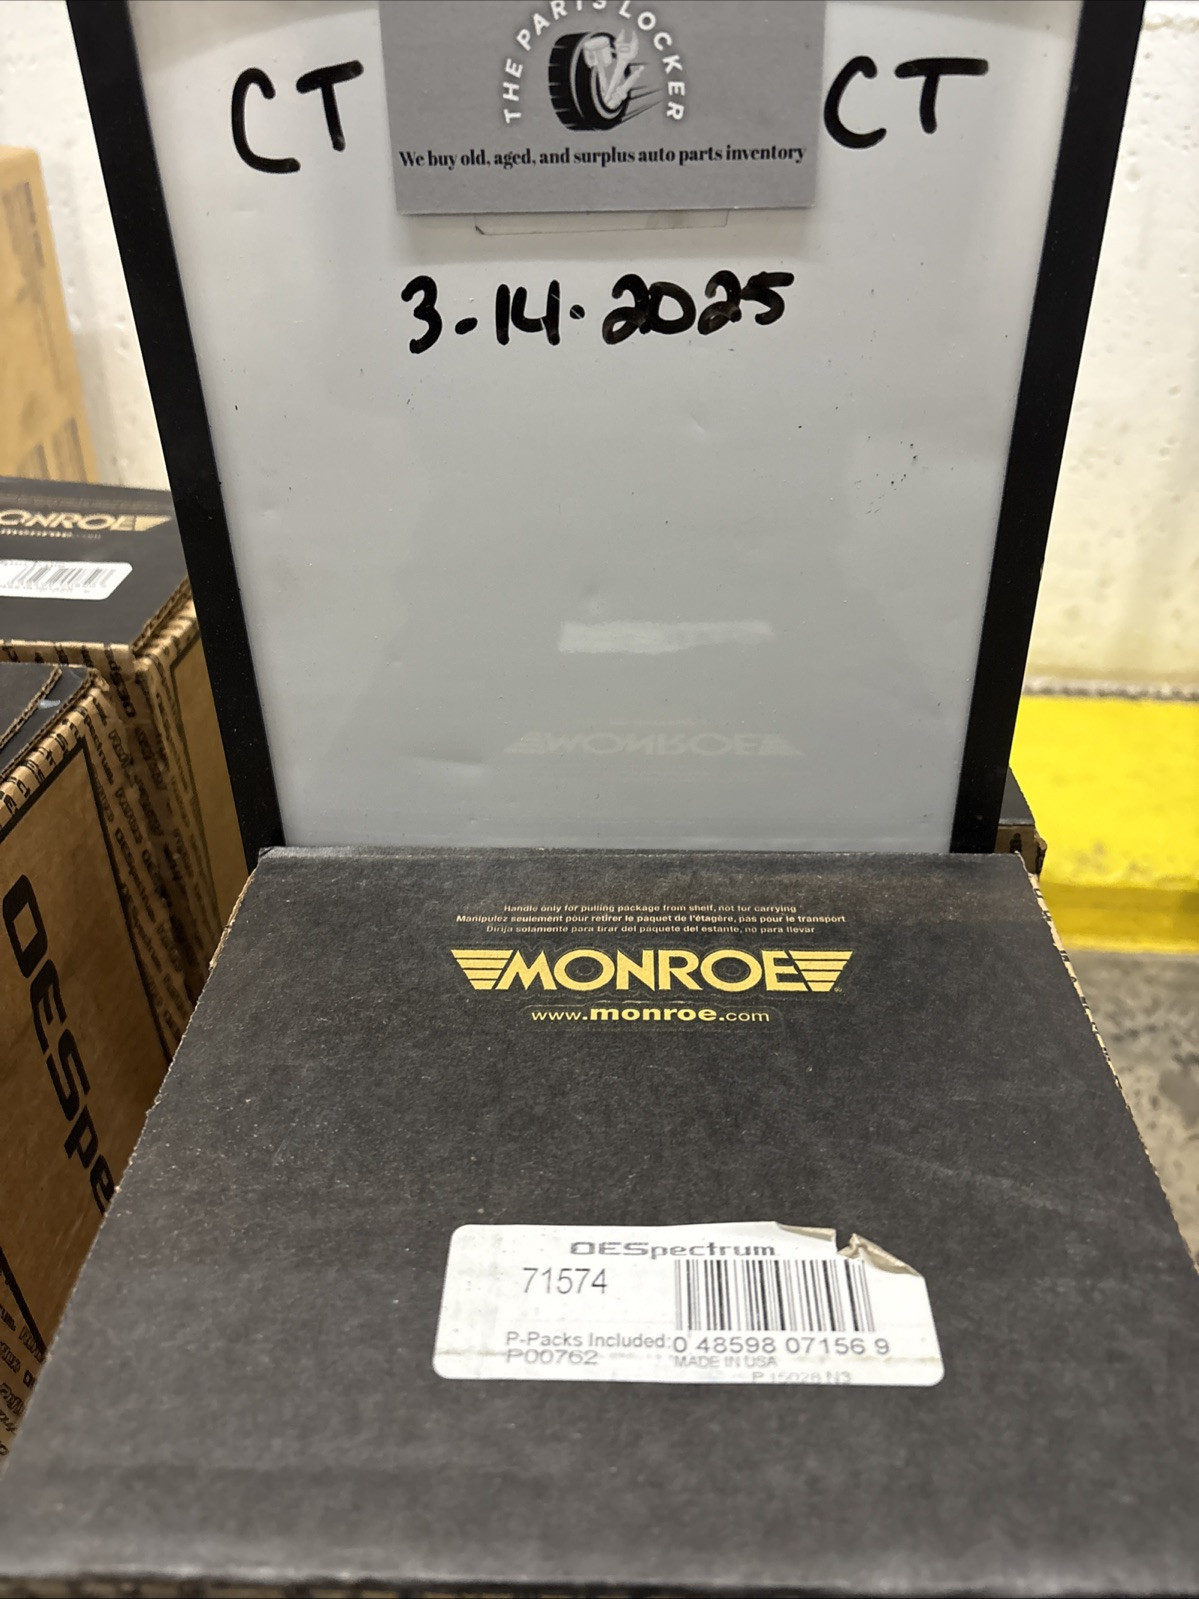 THE PARTS LOCKER
CT
CT
We buy old, aged, and surplus auto parts inventory
3-14-2025
MONROE
OESpe
Handle only for pulling package from shelf, not for carrying
Manipulez seulement pour retirer le paquet de l'étagère, pas pour le transport
Dirija solamente para tirar del paquete del estante, no para llevar
MONROE
www.monroe.com
OESpectrum
71574
P-Packs Included:
P00762
0 48598 07156 9
MADE IN USA